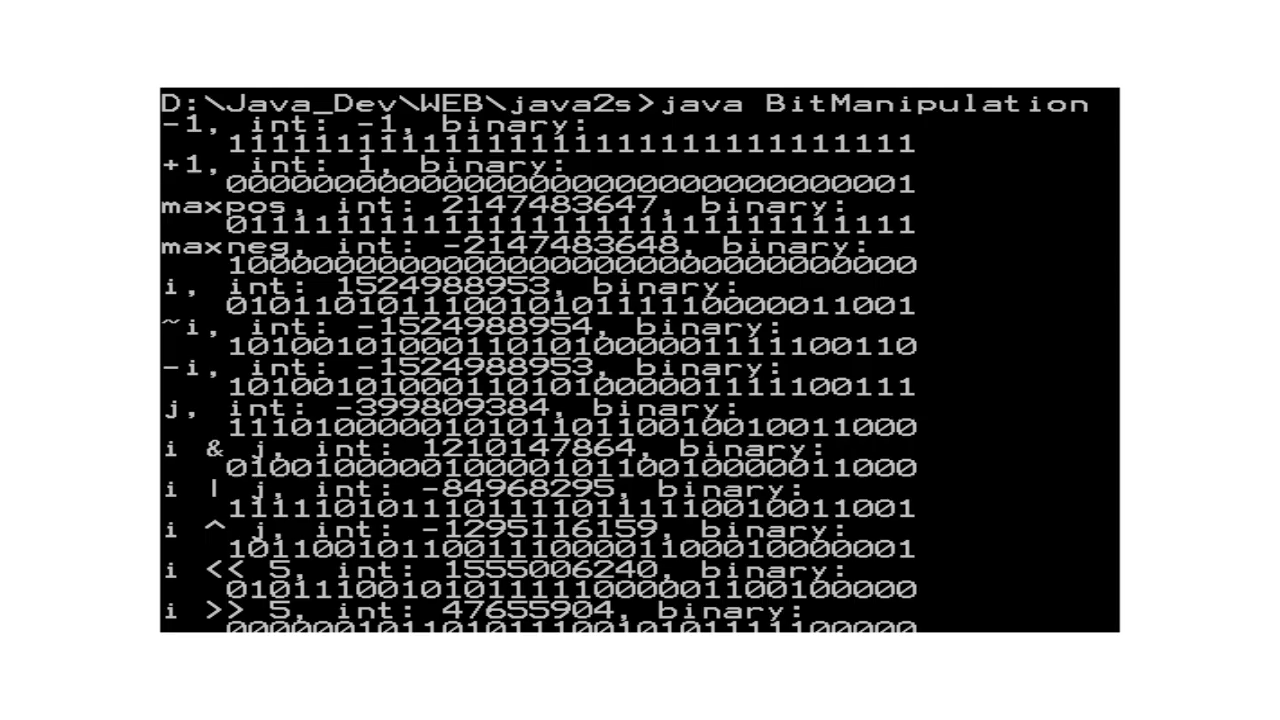 D:\Java_Dev\WEB\java2s>java BitManipulation
-1, int: -1, binary:
11111111111111111111111111111111
+1, int: 1, binary:
00000000000000000000000000000001
maxpos, int: 2147483647, binary:
01111111111111111111111111111111
maxneg, int: -2147483648, binary:
10000000000000000000000000000000
i, int: 1524988953, binary:
01011010111001010111110000011001
~i, int: -1524988954, binary:
10100101000110101000001111100110
-i, int: -1524988953, binary:
10100101000110101000001111100111
j, int: -399809384, binary:
11101000001010110110010010011000
i & j, int: 1210147864, binary:
01001000001000010110010000011000
i | j, int: -84968295, binary:
11111010111011110111110010011001
i ^ j, int: -1295116159, binary:
10110010110011100001100010000001
i << 5, int: 1555006240, binary:
01011100101011111000001100100000
i >> 5, int: 47655904, binary:
00000010110101110010101111100000